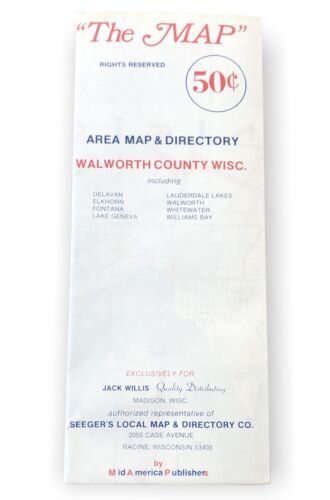 "The MAP"
RIGHTS RESERVED
50¢
AREA MAP & DIRECTORY
WALWORTH COUNTY WISC.
Including
DELAVAN
ELKHORN
FONTANA
LAKE GENEVA
LAUDERDALE LAKES
WALWORTH
WHITEWATER
WILLIAMS BAY
EXCLUSIVELY FOR
JACK WILLIS Quality Distributing
MADISON, WISC.
authorized representative of
SEEGER'S LOCAL MAP & DIRECTORY CO.
2055 CASE AVENUE
RACINE, WISCONSIN 53403
by
Mid America Publishers